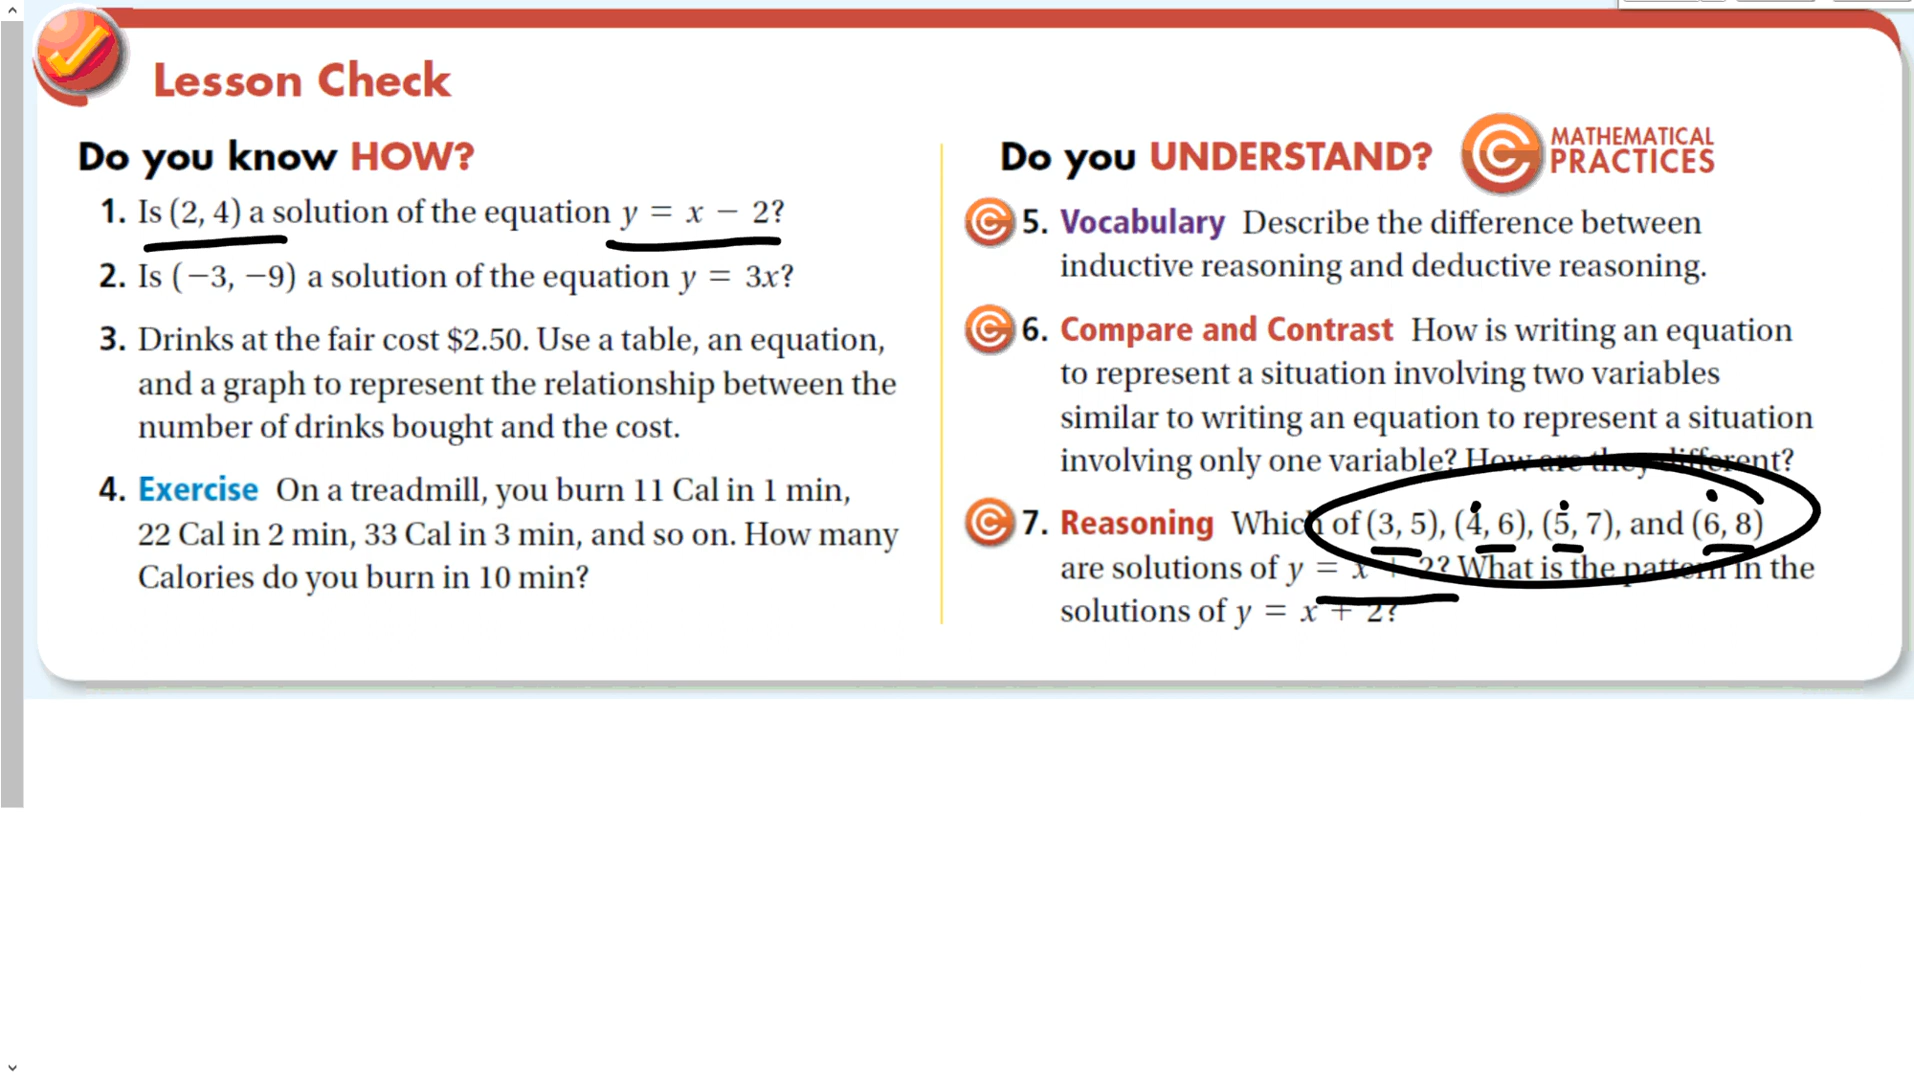 Lesson Check
Do you know HOW?
1. Is (2, 4) a solution of the equation y = x − 2?
2. Is (−3, −9) a solution of the equation y = 3x?
3. Drinks at the fair cost $2.50. Use a table, an equation,
and a graph to represent the relationship between the
number of drinks bought and the cost.
4. Exercise On a treadmill, you burn 11 Cal in 1 min,
22 Cal in 2 min, 33 Cal in 3 min, and so on. How many
Calories do you burn in 10 min?
Do you UNDERSTAND?
MATHEMATICAL
PRACTICES
5. Vocabulary Describe the difference between
inductive reasoning and deductive reasoning.
6. Compare and Contrast How is writing an equation
to represent a situation involving two variables
similar to writing an equation to represent a situation
involving only one variable? How are they different?
7. Reasoning Which of (3, 5), (4, 6), (5, 7), and (6, 8)
are solutions of y = x + 2? What is the pattern in the
solutions of y = x + 2?